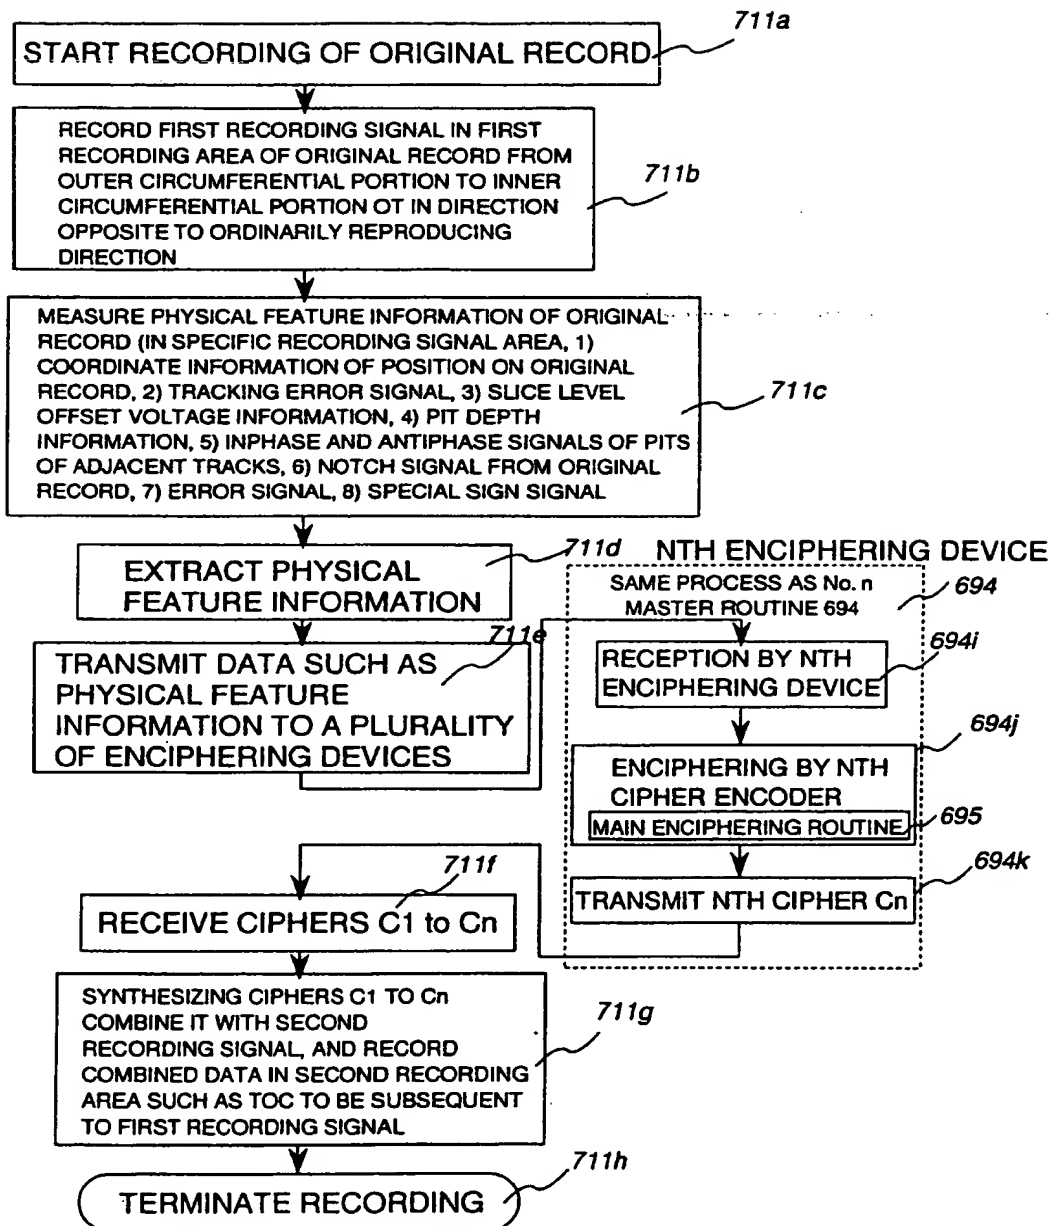 711a
START RECORDING OF ORIGINAL RECORD
RECORD FIRST RECORDING SIGNAL IN FIRST
RECORDING AREA OF ORIGINAL RECORD FROM
OUTER CIRCUMFERENTIAL PORTION TO INNER
CIRCUMFERENTIAL PORTION OT IN DIRECTION
OPPOSITE TO ORDINARILY REPRODUCING
DIRECTION
711b
MEASURE PHYSICAL FEATURE INFORMATION OF ORIGINAL
RECORD (IN SPECIFIC RECORDING SIGNAL AREA, 1)
COORDINATE INFORMATION OF POSITION ON ORIGINAL
RECORD, 2) TRACKING ERROR SIGNAL, 3) SLICE LEVEL
OFFSET VOLTAGE INFORMATION, 4) PIT DEPTH
INFORMATION, 5) INPHASE AND ANTIPHASE SIGNALS OF PITS
OF ADJACENT TRACKS, 6) NOTCH SIGNAL FROM ORIGINAL
RECORD, 7) ERROR SIGNAL, 8) SPECIAL SIGN SIGNAL
711c
711d
EXTRACT PHYSICAL
FEATURE INFORMATION
711e
TRANSMIT DATA SUCH AS
PHYSICAL FEATURE
INFORMATION TO A PLURALITY
OF ENCIPHERING DEVICES
NTH ENCIPHERING DEVICE
SAME PROCESS AS No. n
MASTER ROUTINE 694
694
RECEPTION BY NTH
ENCIPHERING DEVICE
694i
694j
ENCIPHERING BY NTH
CIPHER ENCODER
MAIN ENCIPHERING ROUTINE
695
694k
TRANSMIT NTH CIPHER Cn
711f
RECEIVE CIPHERS C1 to Cn
SYNTHESIZING CIPHERS C1 TO Cn
COMBINE IT WITH SECOND
RECORDING SIGNAL, AND RECORD
COMBINED DATA IN SECOND RECORDING
AREA SUCH AS TOC TO BE SUBSEQUENT
TO FIRST RECORDING SIGNAL
711g
711h
TERMINATE RECORDING